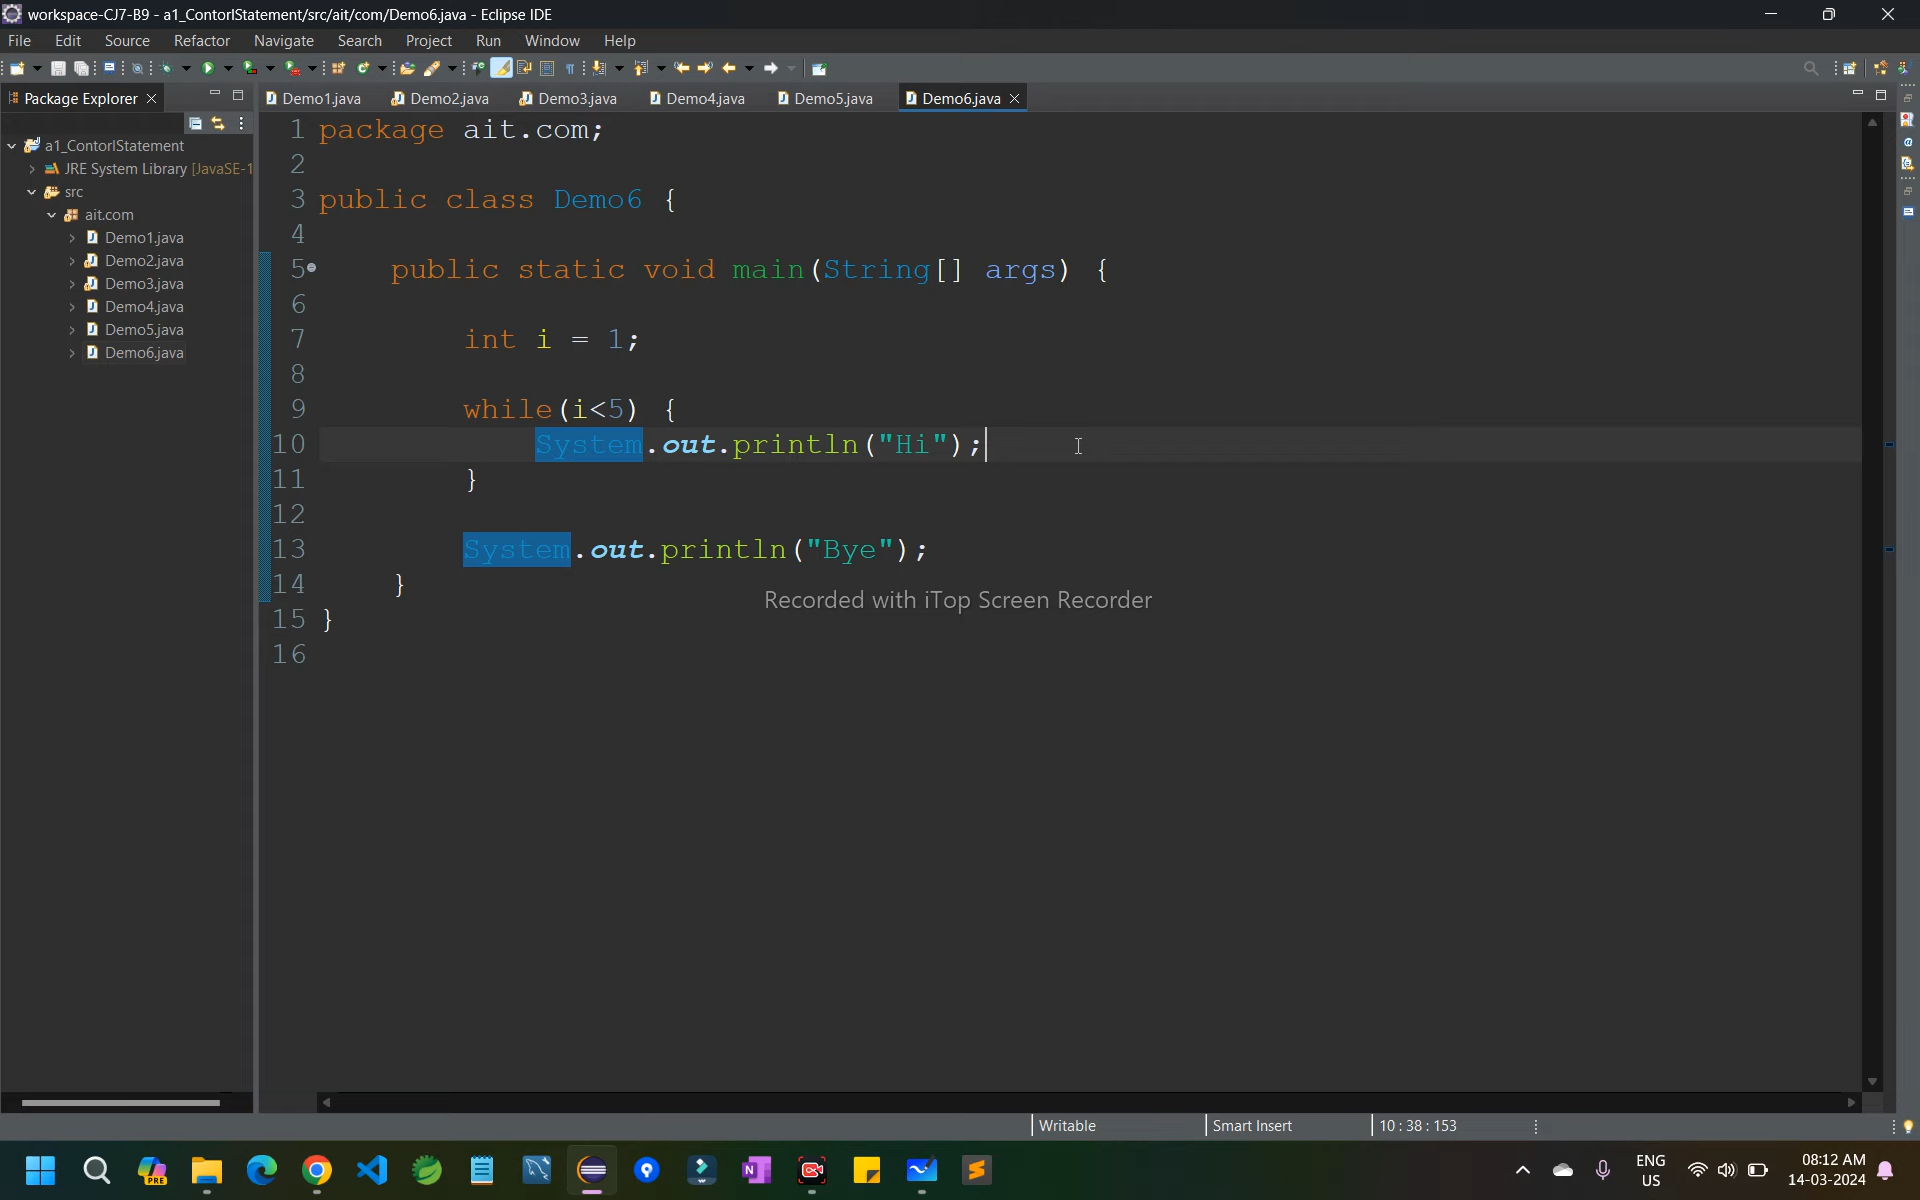 workspace-CJ7-B9 - a1_ContorlStatement/src/ait/com/Demo6.java - Eclipse IDE
File Edit Source Refactor Navigate Search Project Run Window Help
Package Explorer
Demo1.java Demo2.java Demo3.java Demo4.java Demo5.java Demo6.java
a1_ContorlStatement
JRE System Library [JavaSE-1
src
ait.com
Demo1.java
Demo2.java
Demo3.java
Demo4.java
Demo5.java
Demo6.java
1 package ait.com;
2
3 public class Demo6 {
4
5 public static void main(String[] args) {
6
7 int i = 1;
8
9 while(i<5) {
10 System.out.println("Hi");
11 }
12
13 System.out.println("Bye");
14 }
15 }
16
Recorded with iTop Screen Recorder
Writable Smart Insert 10 : 38 : 153
PRE
ENG
US
08:12 AM
14-03-2024